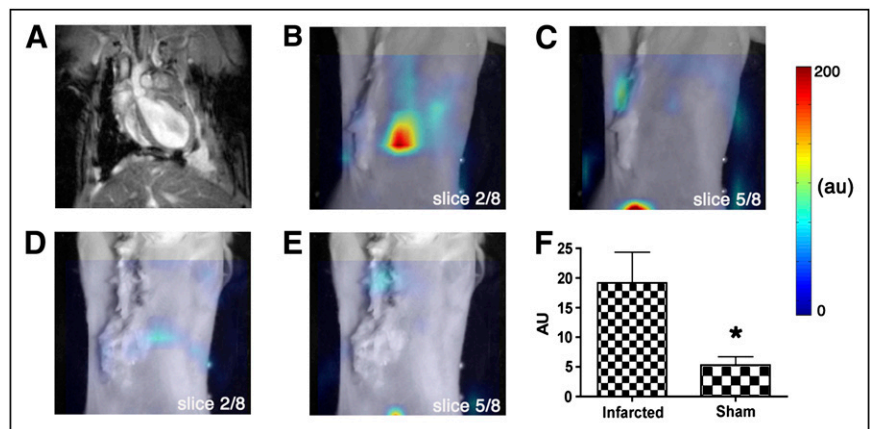 A
B
slice 2/8
C
slice 5/8
200
(au)
0
D
slice 2/8
E
slice 5/8
F
25
20
15
10
5
0
AU
*
Infarcted
Sham